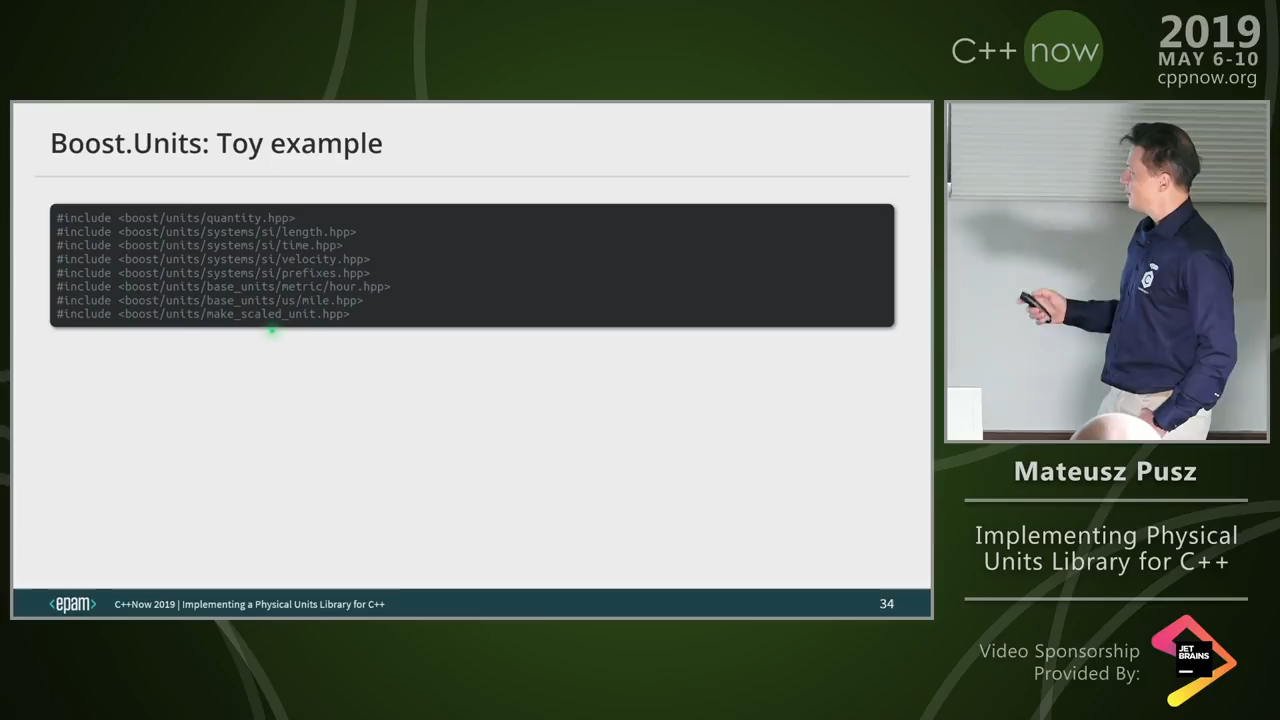 C++ now
2019
MAY 6-10
cppnow.org
Boost.Units: Toy example
#include <boost/units/quantity.hpp>
#include <boost/units/systems/si/length.hpp>
#include <boost/units/systems/si/time.hpp>
#include <boost/units/systems/si/velocity.hpp>
#include <boost/units/systems/si/prefixes.hpp>
#include <boost/units/base_units/metric/hour.hpp>
#include <boost/units/base_units/us/mile.hpp>
#include <boost/units/make_scaled_unit.hpp>
<epam> C++Now 2019 | Implementing a Physical Units Library for C++ 34
Mateusz Pusz
Implementing Physical
Units Library for C++
Video Sponsorship
Provided By:
JET
BRAINS